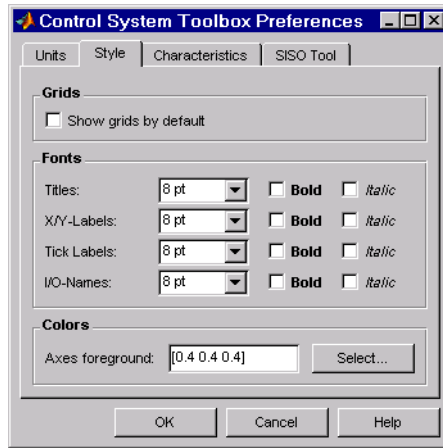 Control System Toolbox Preferences
Units Style Characteristics SISO Tool
Grids
Show grids by default
Fonts
Titles: 8 pt Bold Italic
X/Y-Labels: 8 pt Bold Italic
Tick Labels: 8 pt Bold Italic
I/O-Names: 8 pt Bold Italic
Colors
Axes foreground: [0.4 0.4 0.4] Select...
OK Cancel Help